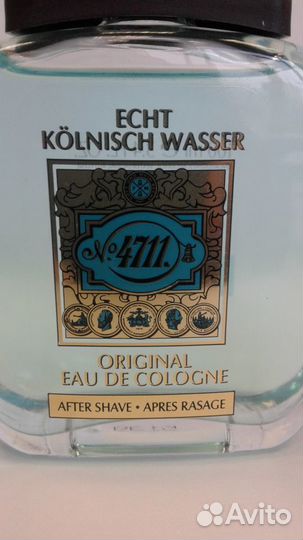 ECHT
KÖLNISCH WASSER
№ 4711.
ORIGINAL
EAU DE COLOGNE
AFTER SHAVE • APRES RASAGE
Avito